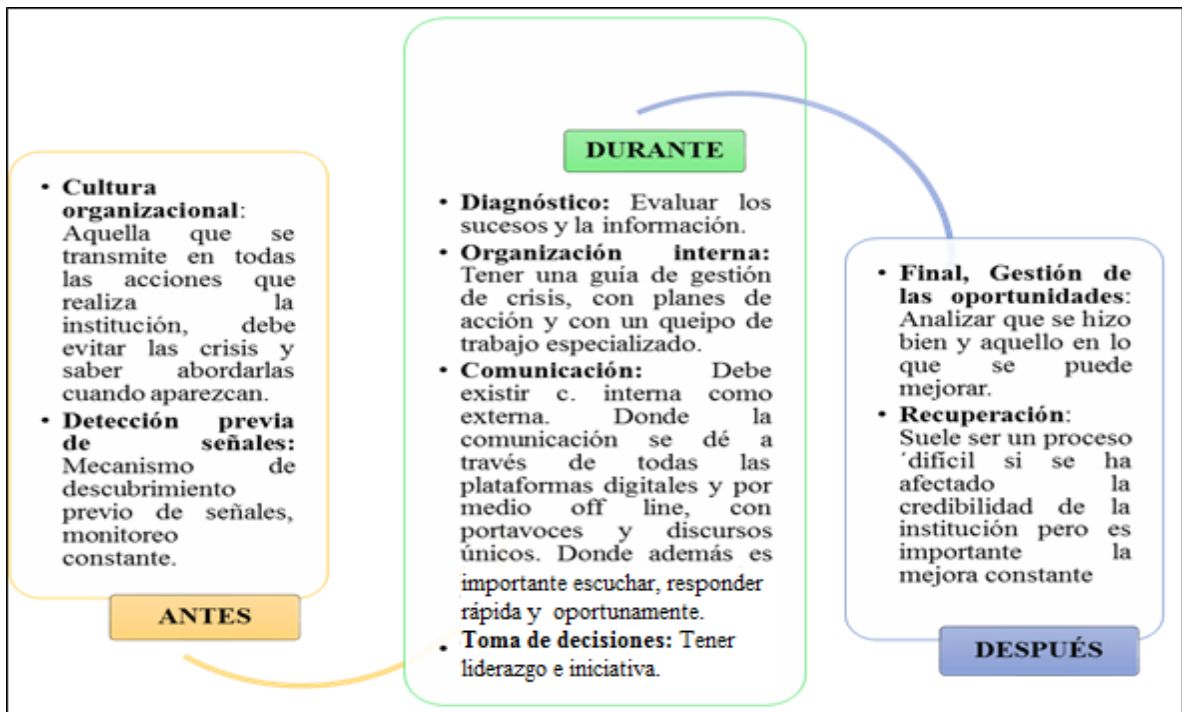 • Cultura
organizacional:
Aquella que se
transmite en todas
las acciones que
realiza la
institución, debe
evitar las crisis y
saber abordarlas
cuando aparezcan.
• Detección previa
de señales:
Mecanismo de
descubrimiento
previo de señales,
monitoreo
constante.
ANTES
DURANTE
• Diagnóstico: Evaluar los
sucesos y la información.
• Organización interna:
Tener una guía de gestión
de crisis, con planes de
acción y con un queipo de
trabajo especializado.
• Comunicación: Debe
existir c. interna como
externa. Donde la
comunicación se dé a
través de todas las
plataformas digitales y por
medio off line, con
portavoces y discursos
únicos. Donde además es
importante escuchar, responder
rápida y oportunamente.
• Toma de decisiones: Tener
liderazgo e iniciativa.
• Final, Gestión de
las oportunidades:
Analizar que se hizo
bien y aquello en lo
que se puede
mejorar.
• Recuperación:
Suele ser un proceso
´difícil si se ha
afectado la
credibilidad de la
institución pero es
importante la
mejora constante
DESPUÉS